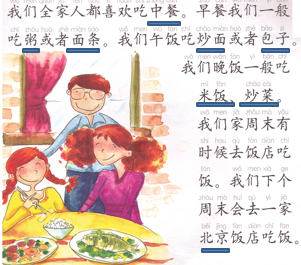 我们全家人都喜欢吃中餐。早餐我们一般
吃粥或者面条。我们午饭吃炒面或者包子。
我们晚饭一般吃
米饭、炒菜。
我们家周末有
时候去饭店吃
饭。我们下个
周末会去一家
北京饭店吃饭。